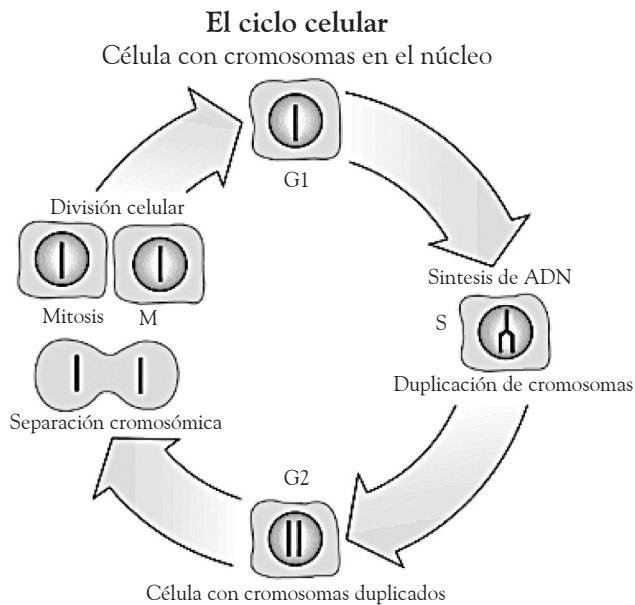 El ciclo celular
Célula con cromosomas en el núcleo
G1
División celular
Sintesis de ADN
Mitosis M
S
Duplicación de cromosomas
Separación cromosómica
G2
Célula con cromosomas duplicados